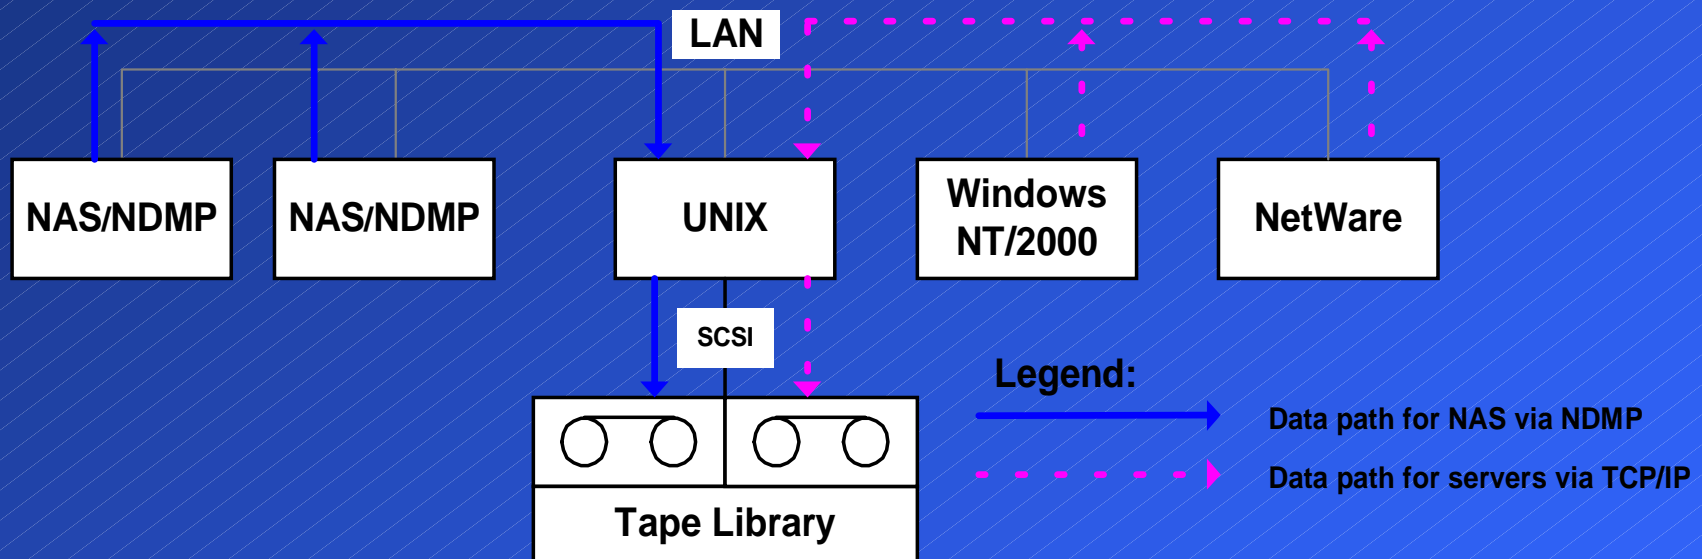 LAN
NAS/NDMP
NAS/NDMP
UNIX
Windows
NT/2000
NetWare
SCSI
Legend:
Data path for NAS via NDMP
Data path for servers via TCP/IP
Tape Library